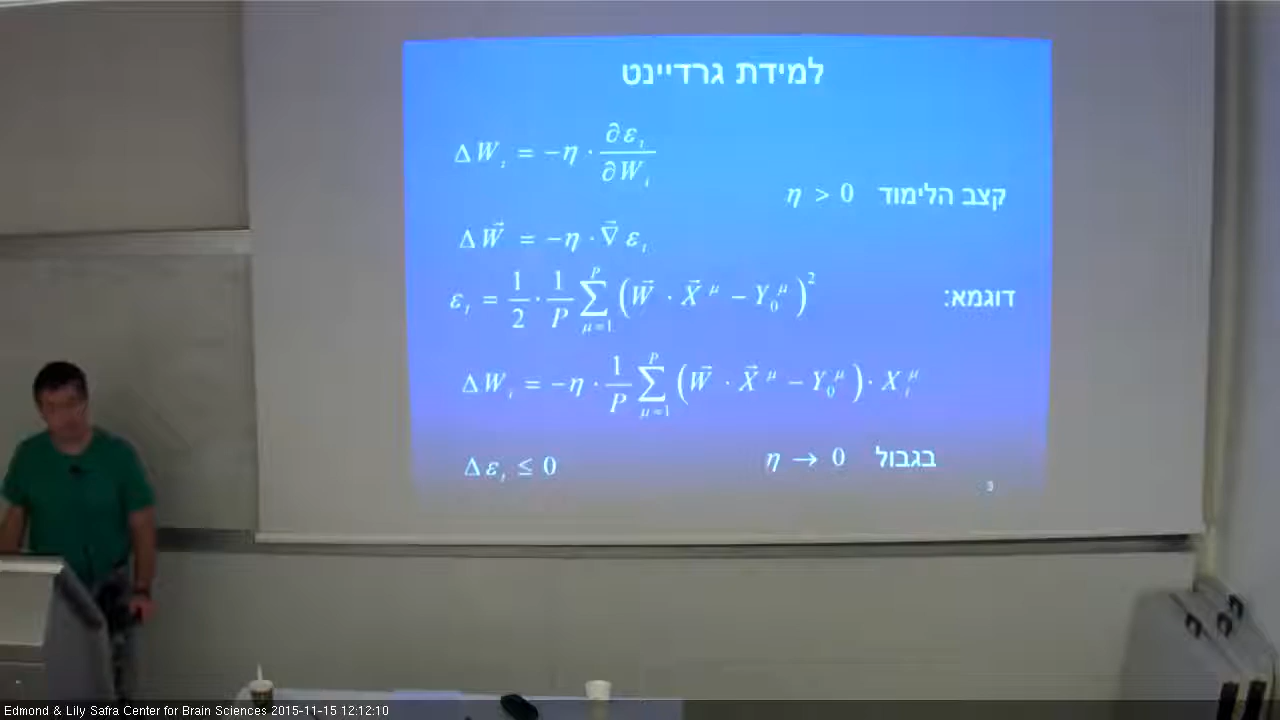 למידת גרדיינט
ΔW_i = −η · ∂ε_t / ∂W_i
קצב הלימוד η > 0
ΔW⃗ = −η · ∇⃗ ε_t
דוגמא:
ε_t = 1/2 · 1/P ∑_{μ=1}^{P} (W⃗ · X⃗^μ − Y_0^μ)^2
ΔW_i = −η · 1/P ∑_{μ=1}^{P} (W⃗ · X⃗^μ − Y_0^μ) · X_i^μ
Δε_t ≤ 0 בגבול η → 0
3
Edmond & Lily Safra Center for Brain Sciences 2015-11-15 12:12:10